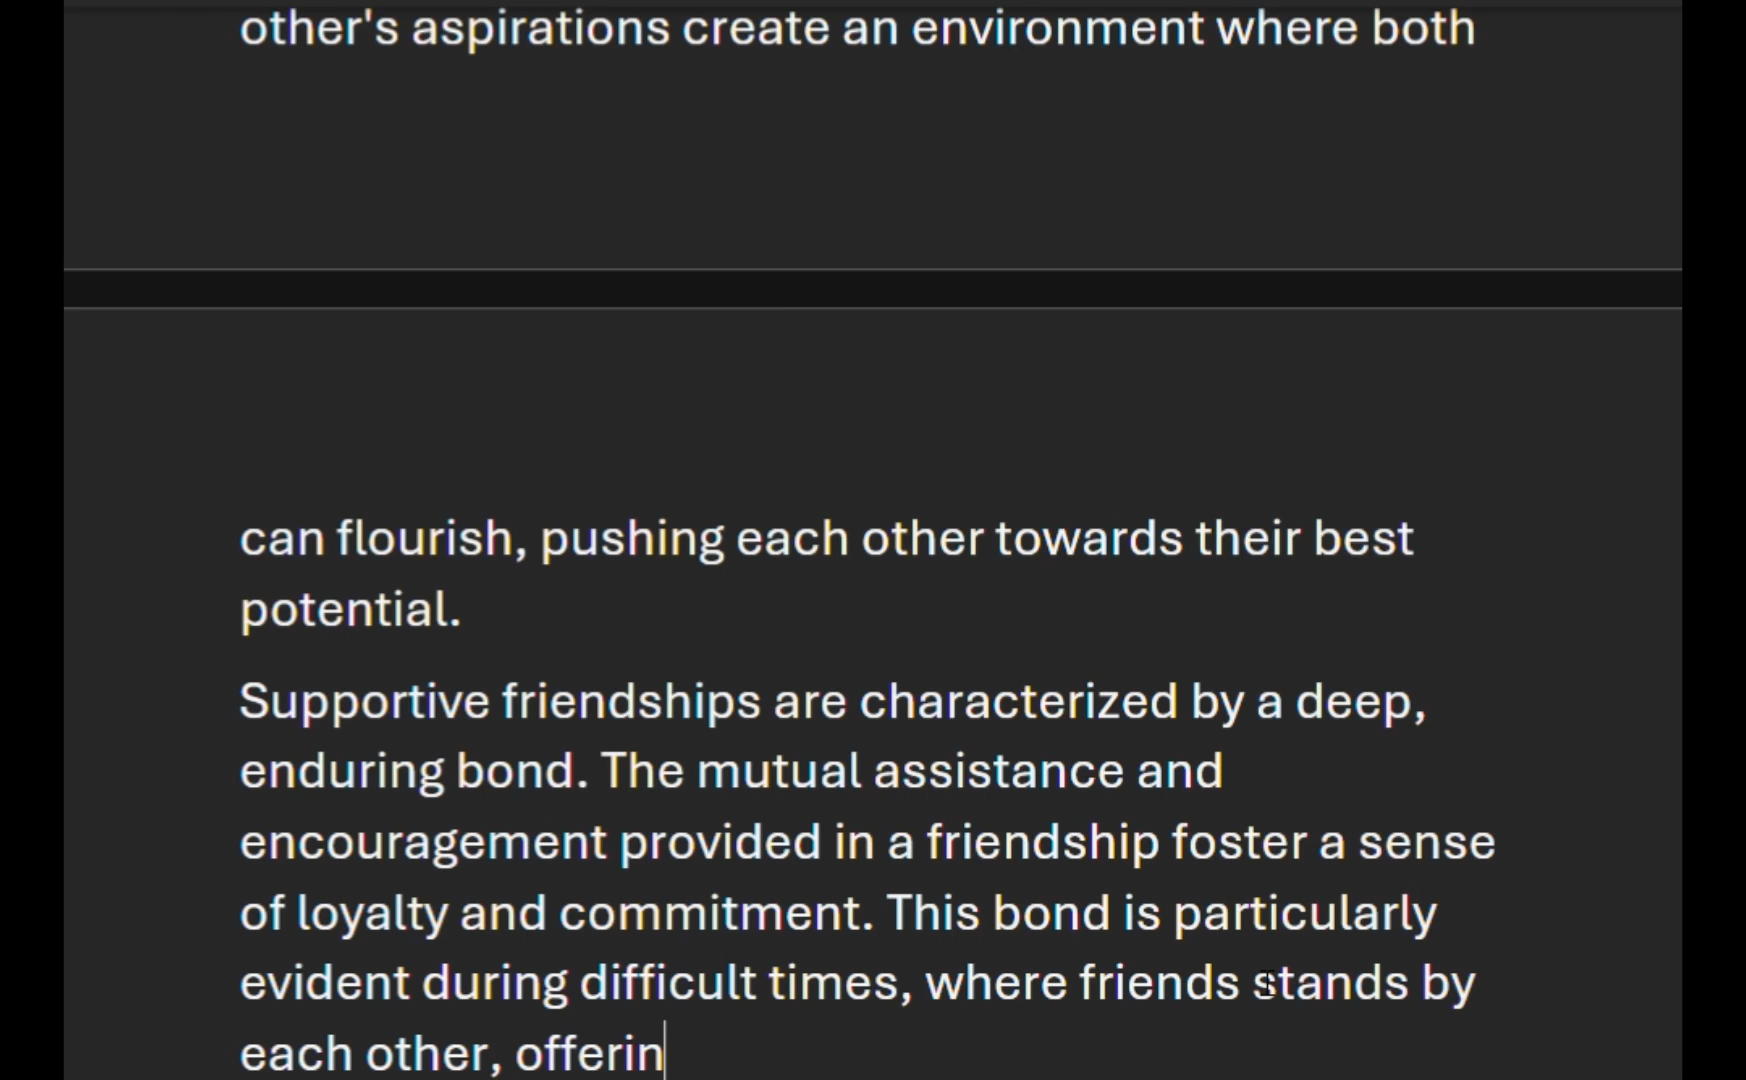 other's aspirations create an environment where both
can flourish, pushing each other towards their best
potential.
Supportive friendships are characterized by a deep,
enduring bond. The mutual assistance and
encouragement provided in a friendship foster a sense
of loyalty and commitment. This bond is particularly
evident during difficult times, where friends stands by
each other, offerin